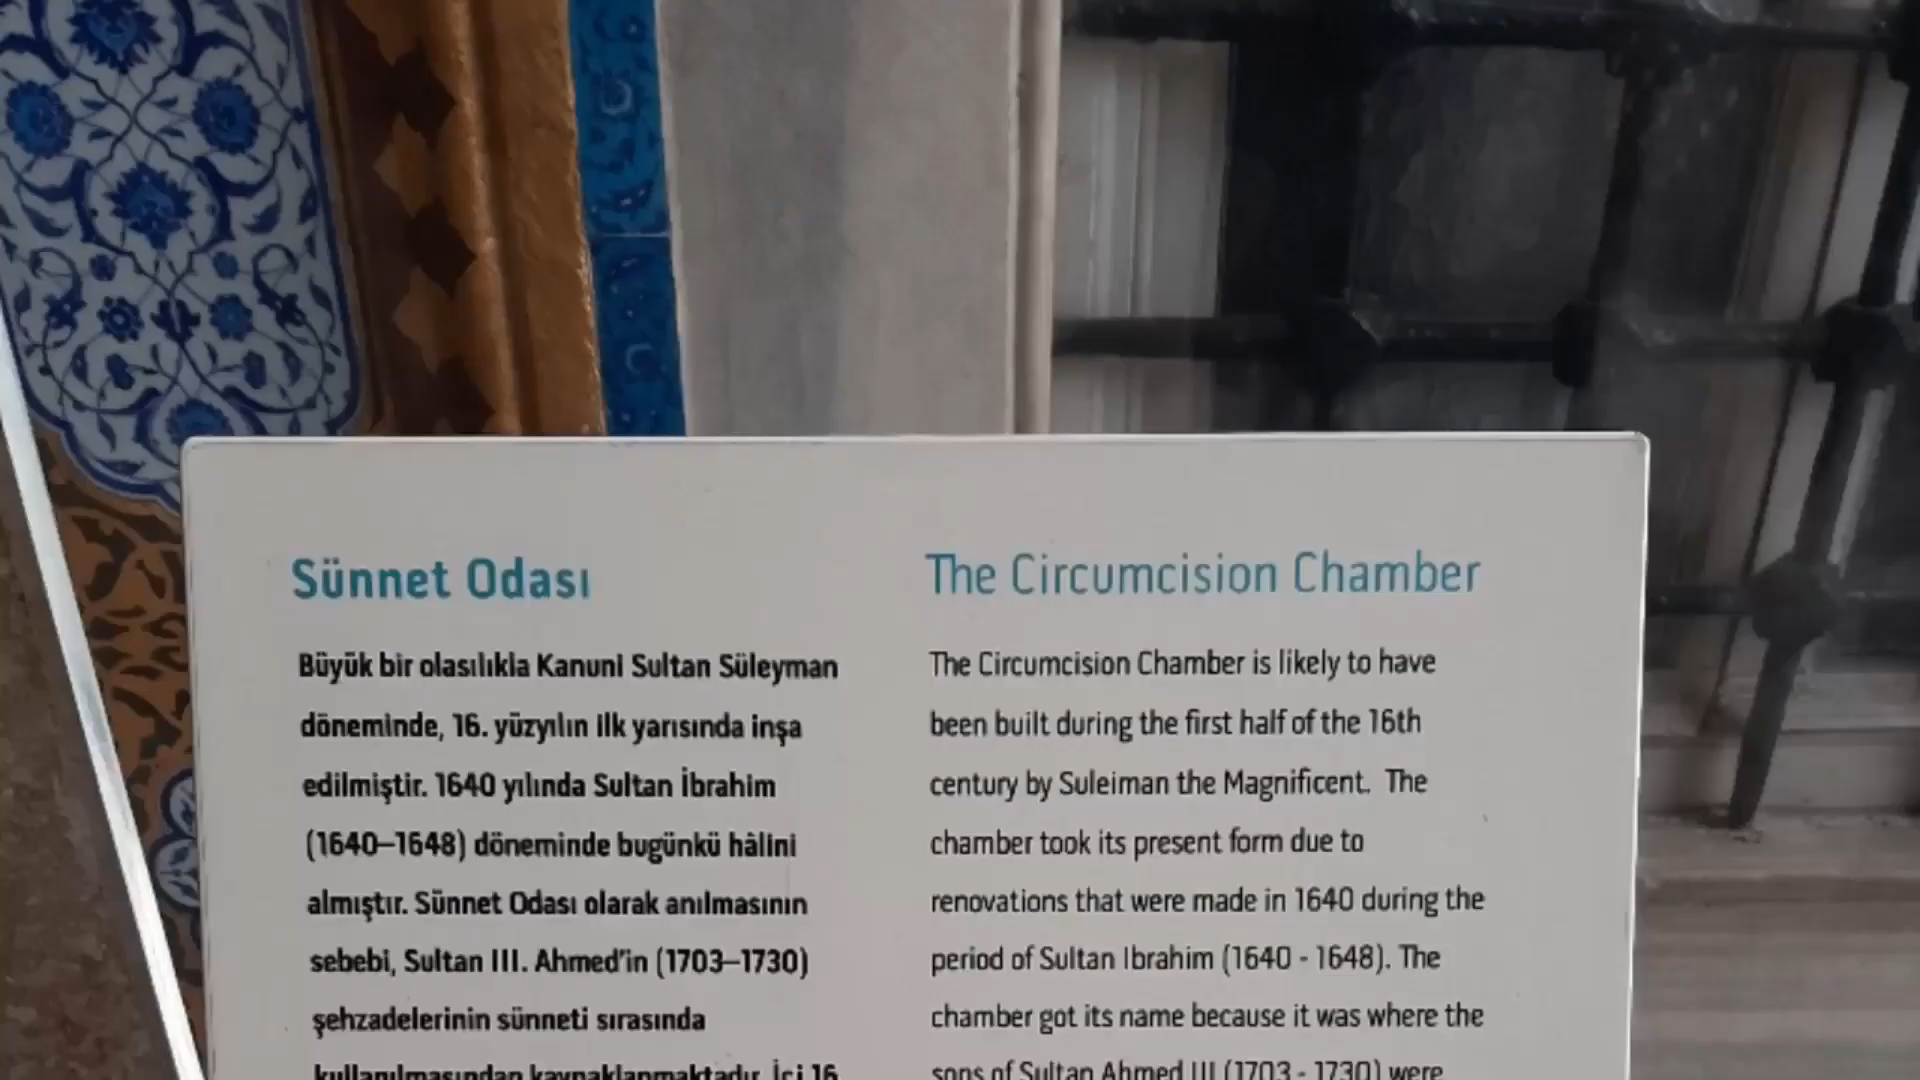 Sünnet Odası
Büyük bir olasılıkla Kanuni Sultan Süleyman
döneminde, 16. yüzyılın ilk yarısında inşa
edilmiştir. 1640 yılında Sultan İbrahim
(1640–1648) döneminde bugünkü hâlini
almıştır. Sünnet Odası olarak anılmasının
sebebi, Sultan III. Ahmed'in (1703–1730)
şehzadelerinin sünneti sırasında
kullanılmasından kaynaklanmaktadır. İçi 16.
The Circumcision Chamber
The Circumcision Chamber is likely to have
been built during the first half of the 16th
century by Suleiman the Magnificent. The
chamber took its present form due to
renovations that were made in 1640 during the
period of Sultan Ibrahim (1640 - 1648). The
chamber got its name because it was where the
sons of Sultan Ahmed III (1703 - 1730) were